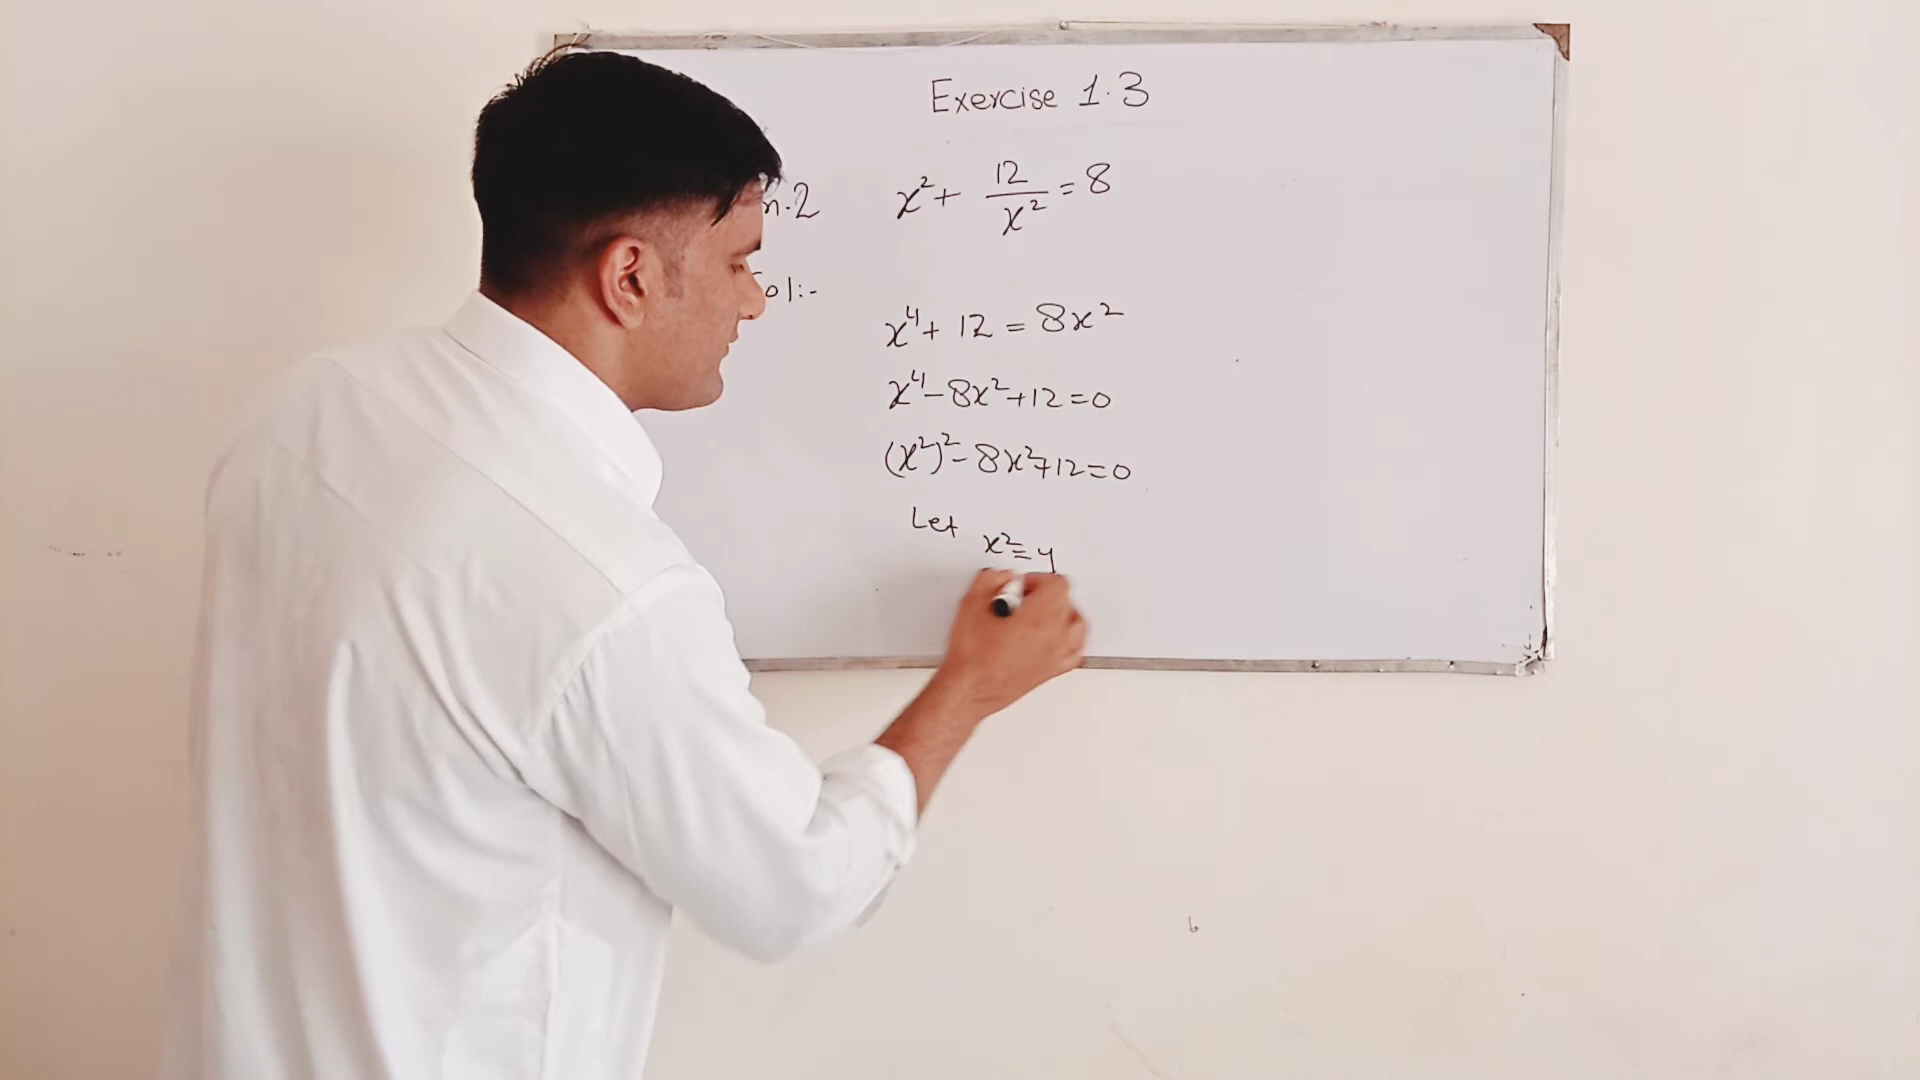 Exercise 1.3
n.2 x² + 12/x² = 8
Sol:-
x⁴ + 12 = 8x²
x⁴ - 8x² + 12 = 0
(x²)² - 8x² + 12 = 0
Let
x² = y